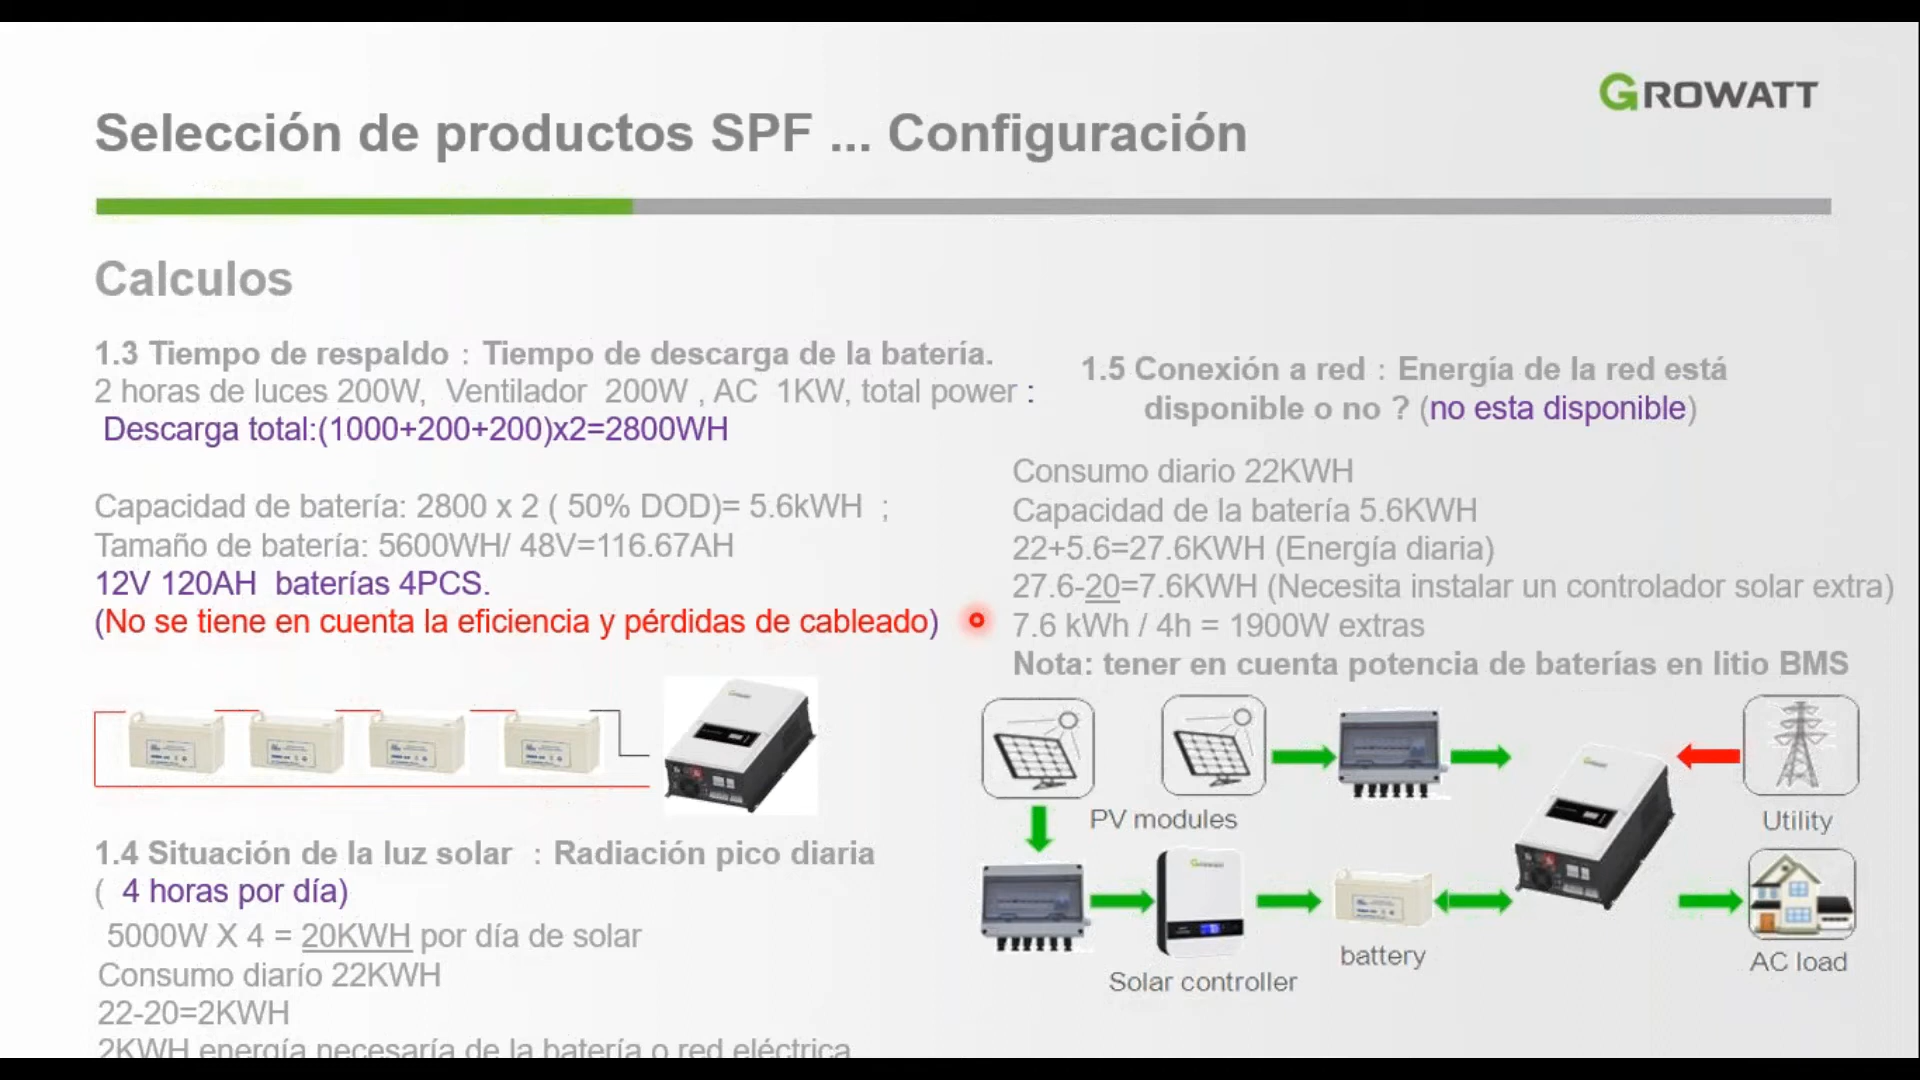 GROWATT
Selección de productos SPF ... Configuración
Calculos
1.3 Tiempo de respaldo : Tiempo de descarga de la batería.
2 horas de luces 200W, Ventilador 200W , AC 1KW, total power :
Descarga total:(1000+200+200)x2=2800WH
Capacidad de batería: 2800 x 2 ( 50% DOD)= 5.6kWH ;
Tamaño de batería: 5600WH/ 48V=116.67AH
12V 120AH baterías 4PCS.
(No se tiene en cuenta la eficiencia y pérdidas de cableado)
1.4 Situación de la luz solar : Radiación pico diaria
( 4 horas por día)
5000W X 4 = 20KWH por día de solar
Consumo diarío 22KWH
22-20=2KWH
2KWH energía necesaría de la batería o red eléctrica
1.5 Conexión a red : Energía de la red está
disponible o no ? (no esta disponible)
Consumo diario 22KWH
Capacidad de la batería 5.6KWH
22+5.6=27.6KWH (Energía diaria)
27.6-20=7.6KWH (Necesita instalar un controlador solar extra)
7.6 kWh / 4h = 1900W extras
Nota: tener en cuenta potencia de baterías en litio BMS
PV modules
Utility
Solar controller
battery
AC load